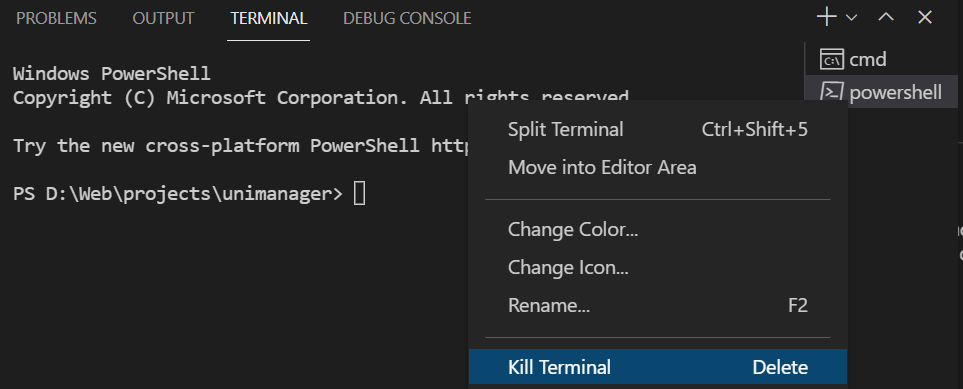 PROBLEMS OUTPUT TERMINAL DEBUG CONSOLE
cmd
powershell
Windows PowerShell
Copyright (C) Microsoft Corporation. All rights reserved
Try the new cross-platform PowerShell
PS D:\Web\projects\unimanager>
Split Terminal Ctrl+Shift+5
Move into Editor Area
Change Color...
Change Icon...
Rename... F2
Kill Terminal Delete